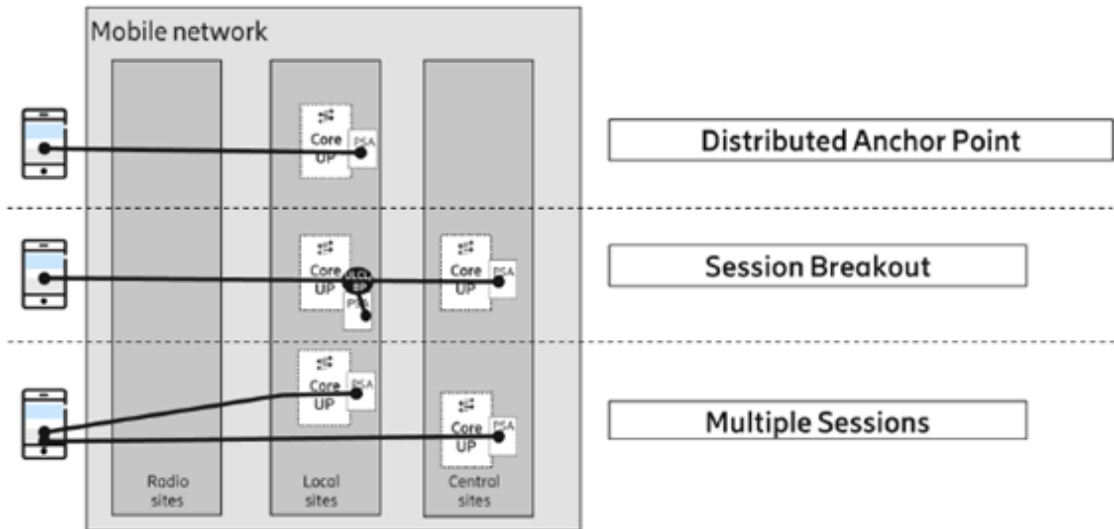 Mobile network
Core
UP
PSA
Distributed Anchor Point
Core
UP
PSA
Core
UP
PSA
Session Breakout
Core
UP
PSA
Core
UP
PSA
Multiple Sessions
Radio
sites
Local
sites
Central
sites